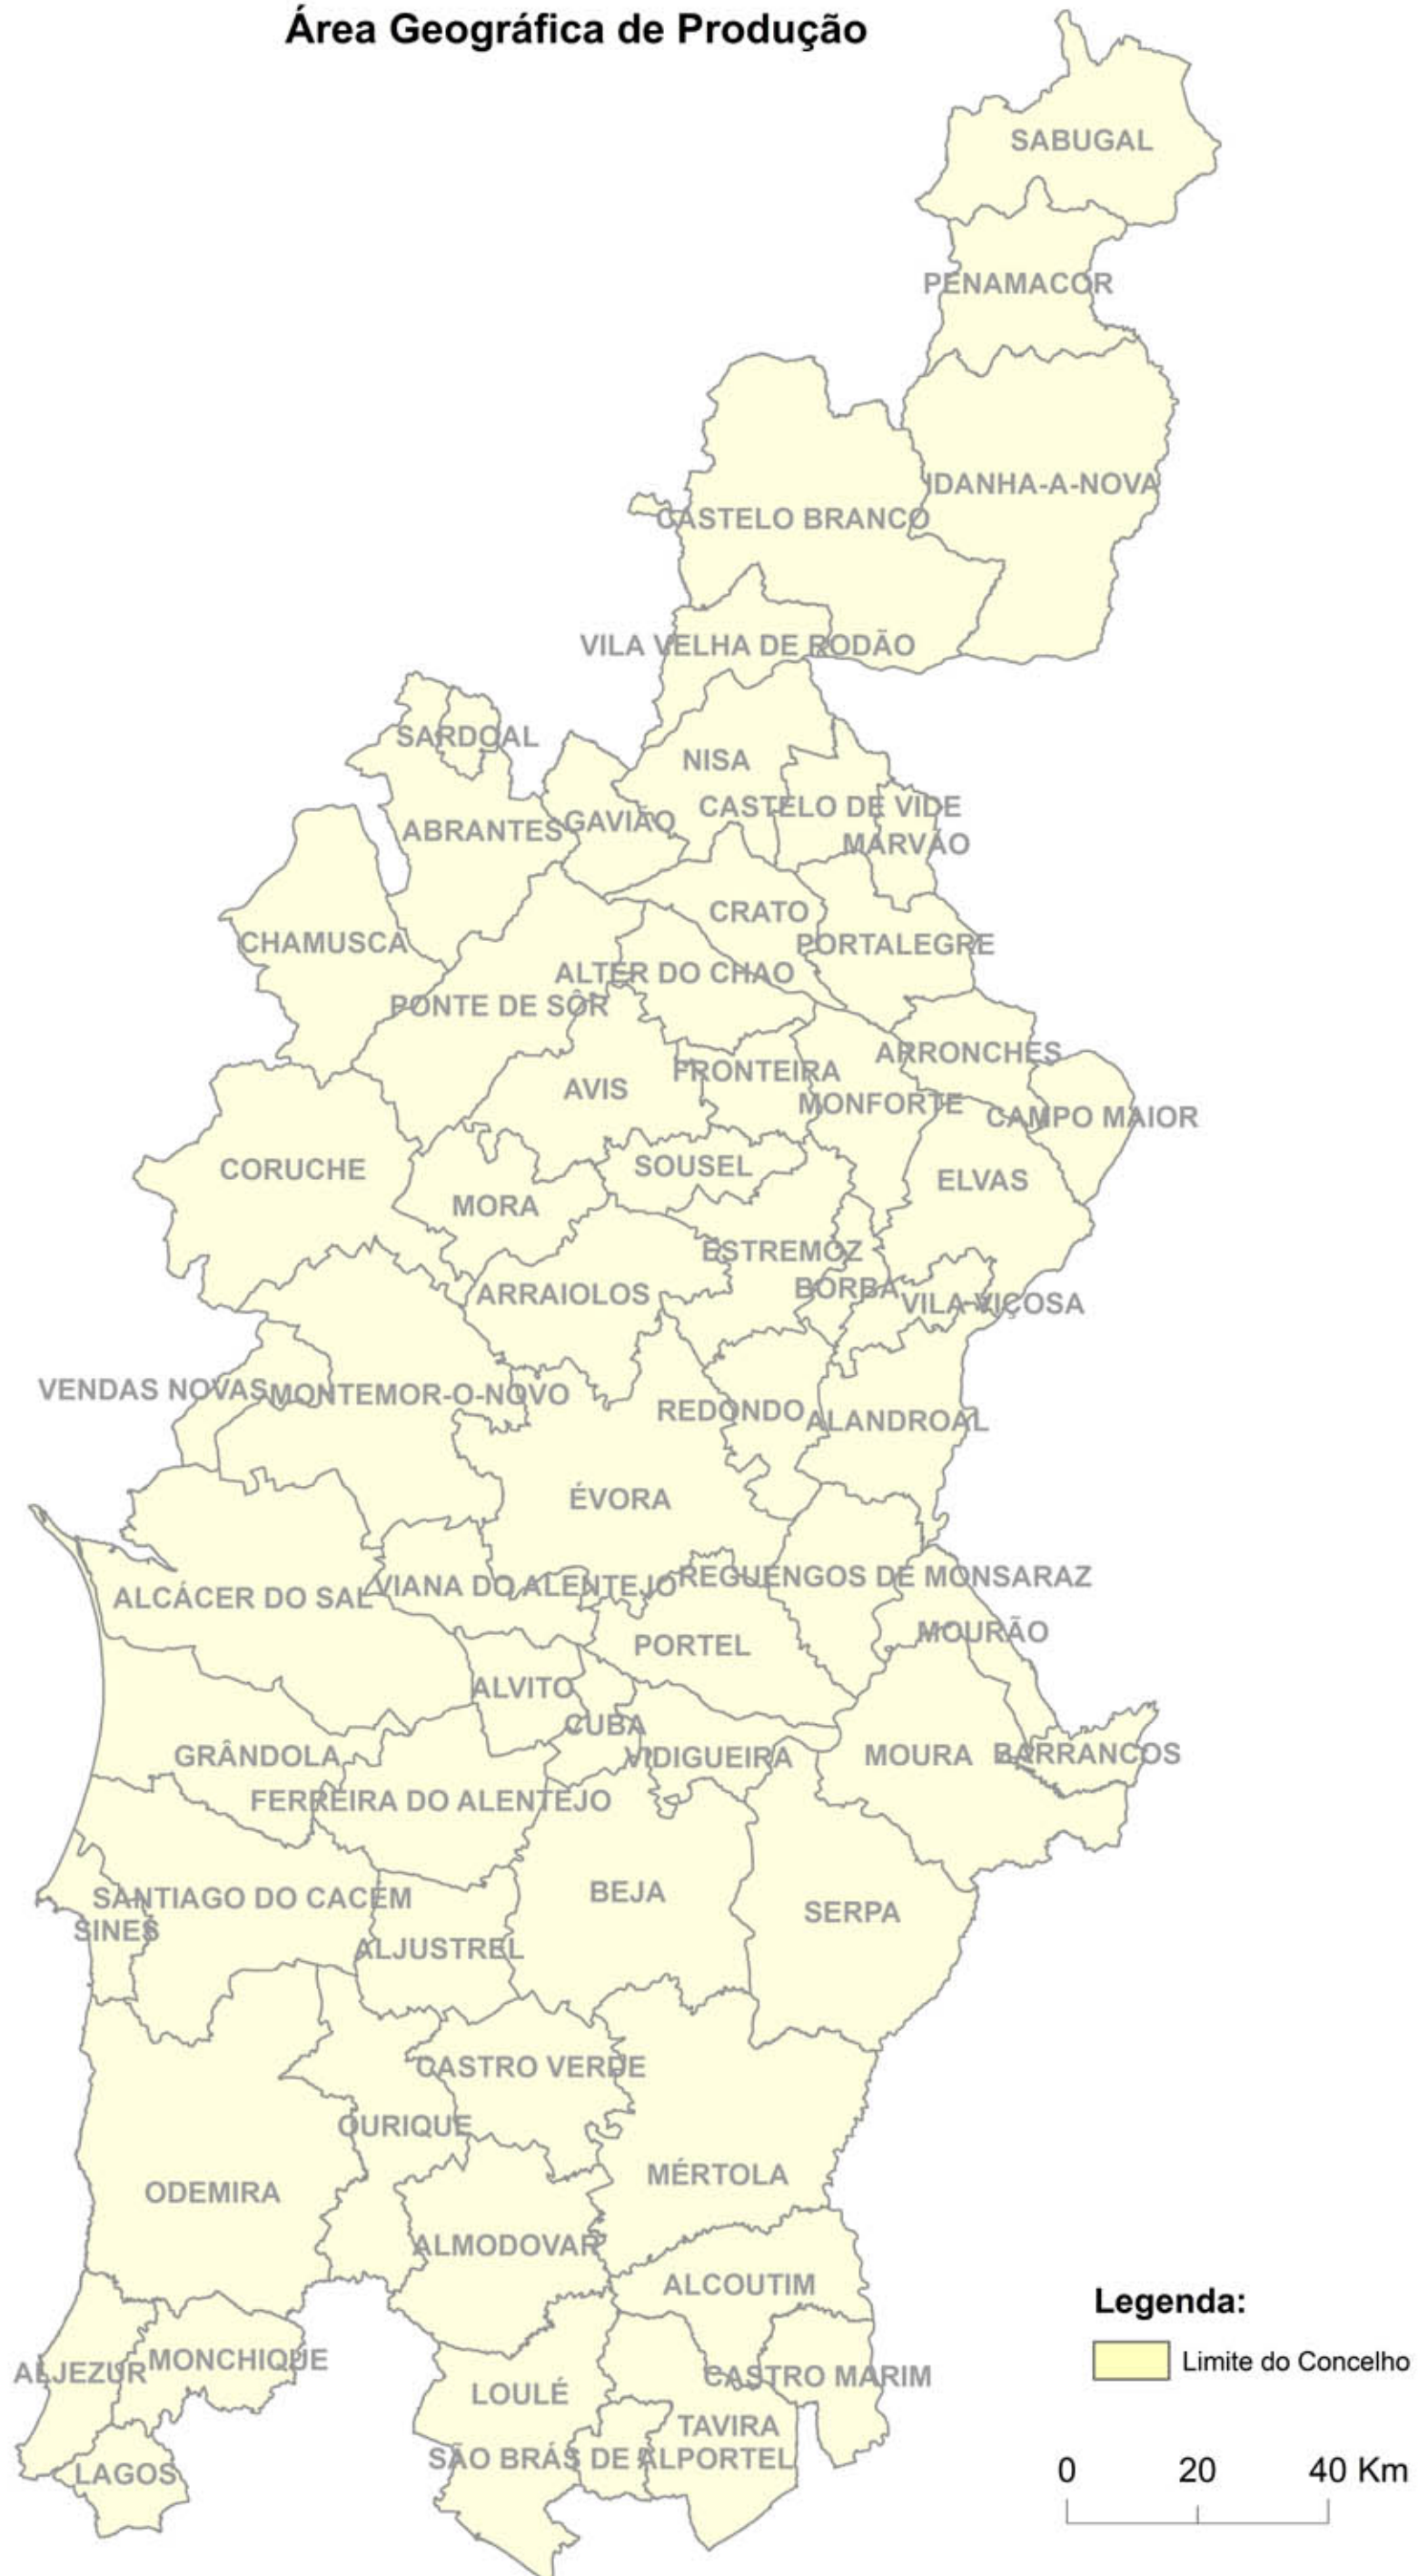 Área Geográfica de Produção
SABUGAL
PENAMACOR
IDANHA-A-NOVA
CASTELO BRANCO
VILA VELHA DE RODÃO
SARDOAL
NISA
CASTELO DE VIDE
GAVIÃO
ABRANTES
MARVÃO
CRATO
CHAMUSCA
PORTALEGRE
ALTER DO CHAO
PONTE DE SÔR
ARRONCHES
FRONTEIRA
AVIS
MONFORTE
CAMPO MAIOR
SOUSEL
CORUCHE
ELVAS
MORA
ESTREMOZ
BORBA
ARRAIOLOS
VILA VIÇOSA
VENDAS NOVAS
MONTEMOR-O-NOVO
REDONDO
ALANDROAL
ÉVORA
REGUENGOS DE MONSARAZ
VIANA DO ALENTEJO
ALCÁCER DO SAL
MOURÃO
PORTEL
ALVITO
CUBA
GRÂNDOLA
VIDIGUEIRA
MOURA
BARRANCOS
FERREIRA DO ALENTEJO
BEJA
SANTIAGO DO CACÉM
SERPA
SINES
ALJUSTREL
CASTRO VERDE
OURIQUE
MÉRTOLA
ODEMIRA
ALMODOVAR
ALCOUTIM
Legenda:
Limite do Concelho
MONCHIQUE
ALJEZUR
CASTRO MARIM
LOULÉ
TAVIRA
SÃO BRÁS DE ALPORTEL
LAGOS
0 20 40 Km